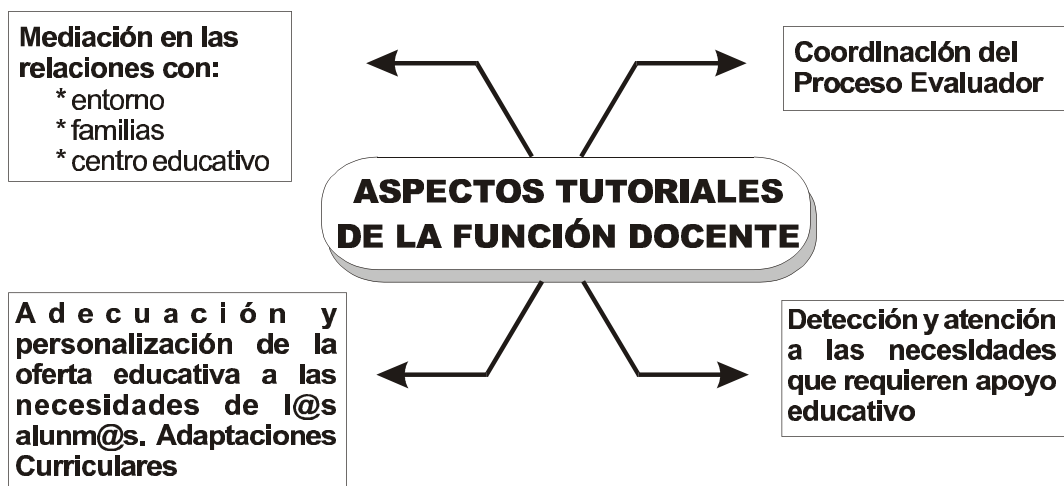 Mediación en las
relaciones con:
* entorno
* familias
* centro educativo
Coordinación del
Proceso Evaluador
ASPECTOS TUTORIALES
DE LA FUNCIÓN DOCENTE
Adecuación y
personalización de la
oferta educativa a las
necesidades de l@s
alunm@s. Adaptaciones
Curriculares
Detección y atención
a las necesidades
que requieren apoyo
educativo